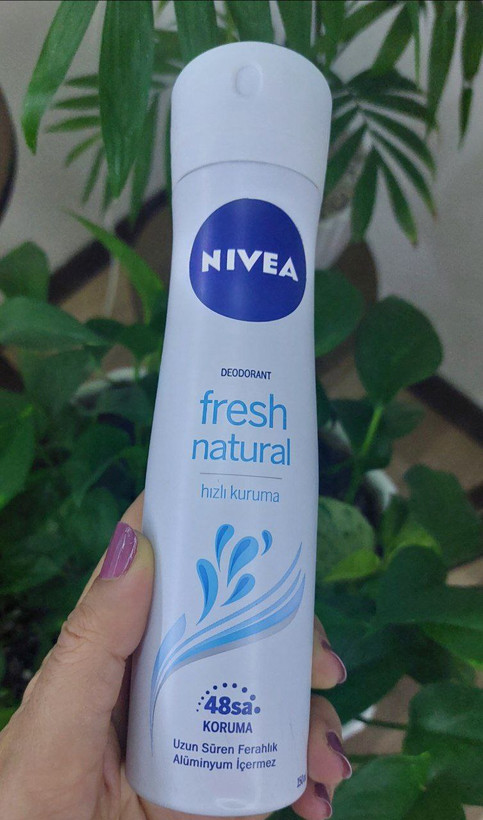 NIVEA
DEODORANT
fresh
natural
hızlı kuruma
48sa.
KORUMA
Uzun Süren Ferahlık
Alüminyum İçermez